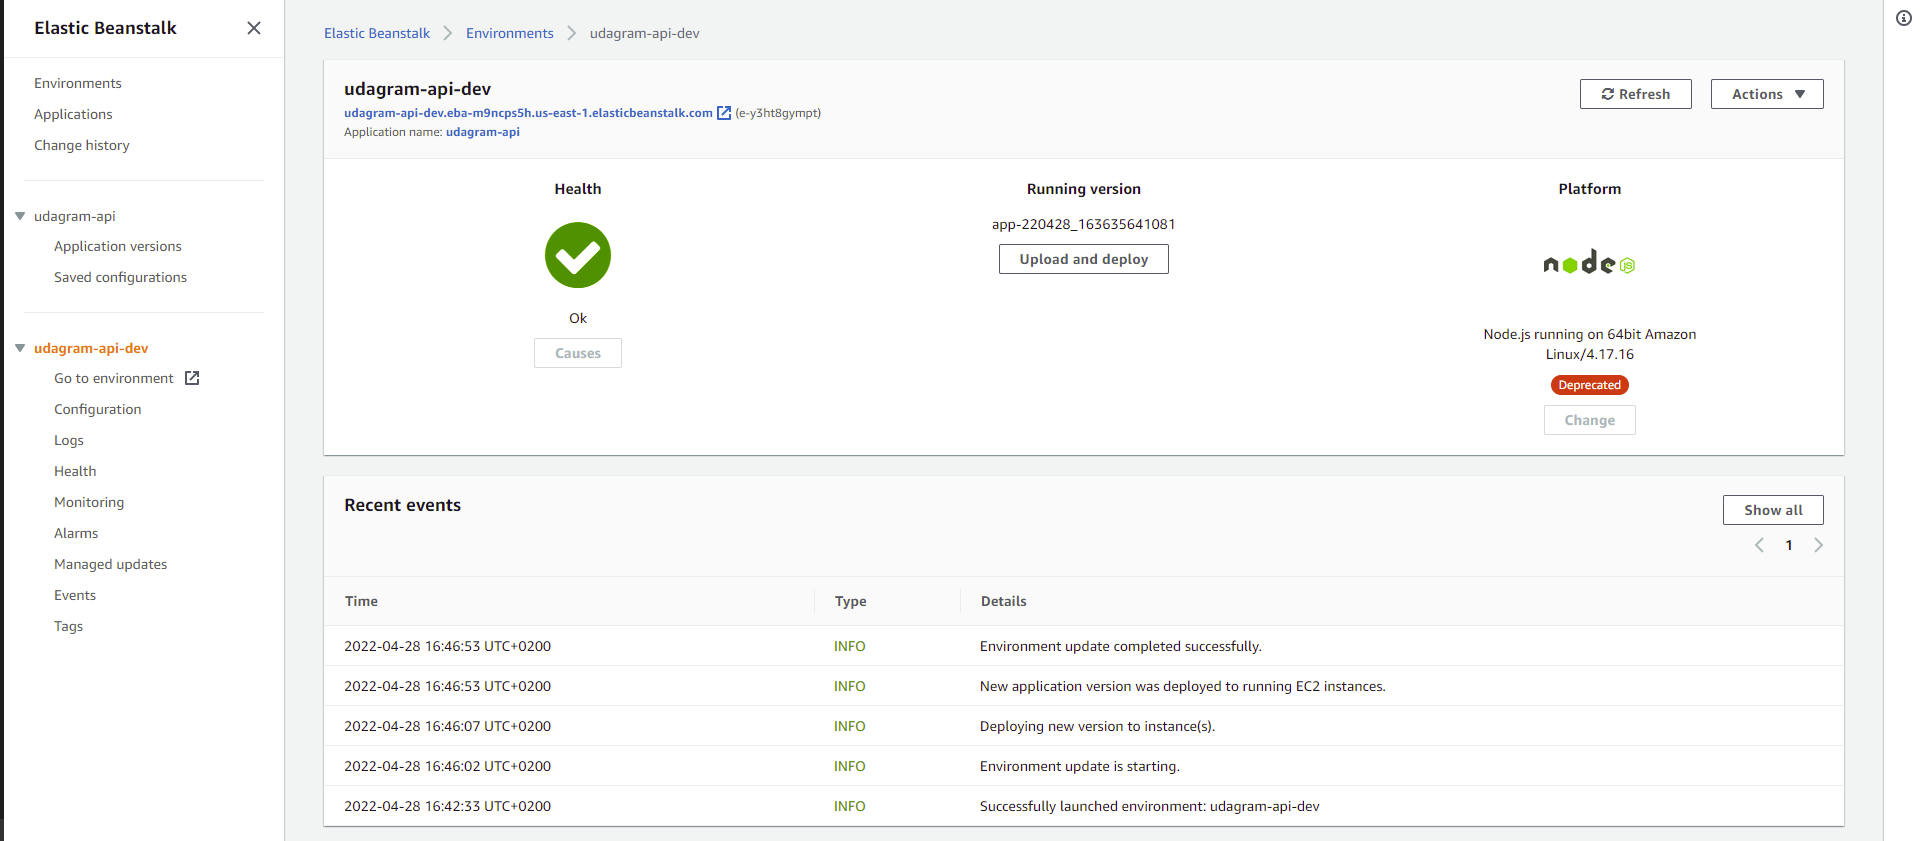 Elastic Beanstalk
Environments
Applications
Change history
udagram-api
Application versions
Saved configurations
udagram-api-dev
Go to environment
Configuration
Logs
Health
Monitoring
Alarms
Managed updates
Events
Tags
Elastic Beanstalk Environments udagram-api-dev
udagram-api-dev
udagram-api-dev.eba-m9ncps5h.us-east-1.elasticbeanstalk.com (e-y3ht8gympt)
Application name: udagram-api
Refresh Actions
Health
Ok
Causes
Running version
app-220428_163635641081
Upload and deploy
Platform
node JS
Node.js running on 64bit Amazon
Linux/4.17.16
Deprecated
Change
Recent events
Show all
1
Time Type Details
2022-04-28 16:46:53 UTC+0200 INFO Environment update completed successfully.
2022-04-28 16:46:53 UTC+0200 INFO New application version was deployed to running EC2 instances.
2022-04-28 16:46:07 UTC+0200 INFO Deploying new version to instance(s).
2022-04-28 16:46:02 UTC+0200 INFO Environment update is starting.
2022-04-28 16:42:33 UTC+0200 INFO Successfully launched environment: udagram-api-dev